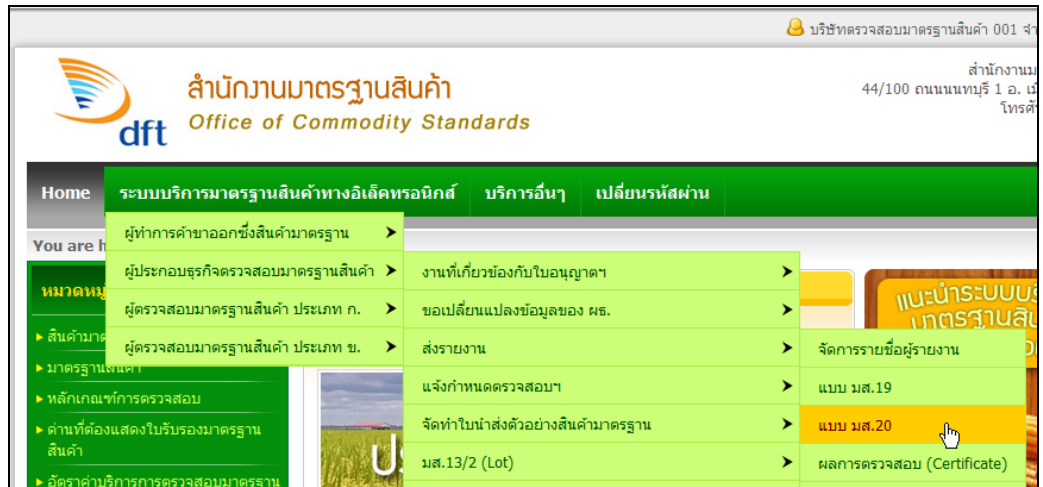 บริษัทตรวจสอบมาตรฐานสินค้า 001
dft
สำนักงานมาตรฐานสินค้า
Office of Commodity Standards
44/100 ถนนนนทบุรี 1 อ.
Home ระบบบริการมาตรฐานสินค้าทางอิเล็คทรอนิกส์ บริการอื่นๆ เปลี่ยนรหัสผ่าน
You are
ผู้ทำการค้าขาออกซึ่งสินค้ามาตรฐาน
ผู้ประกอบธุรกิจตรวจสอบมาตรฐานสินค้า
ผู้ตรวจสอบมาตรฐานสินค้า ประเภท ก.
ผู้ตรวจสอบมาตรฐานสินค้า ประเภท ข.
งานที่เกี่ยวข้องกับใบอนุญาตฯ
ขอเปลี่ยนแปลงข้อมูลของ ผธ.
ส่งรายงาน
แจ้งกำหนดตรวจสอบฯ
จัดทำใบนำส่งตัวอย่างสินค้ามาตรฐาน
มส.13/2 (Lot)
จัดการรายชื่อผู้รายงาน
แบบ มส.19
แบบ มส.20
ผลการตรวจสอบ (Certificate)
มาตรฐานสินค้า
หลักเกณฑ์การตรวจสอบ
ด่านที่ต้องแสดงใบรับรองมาตรฐาน
สินค้า
อัตราค่าบริการการตรวจสอบมาตรฐาน